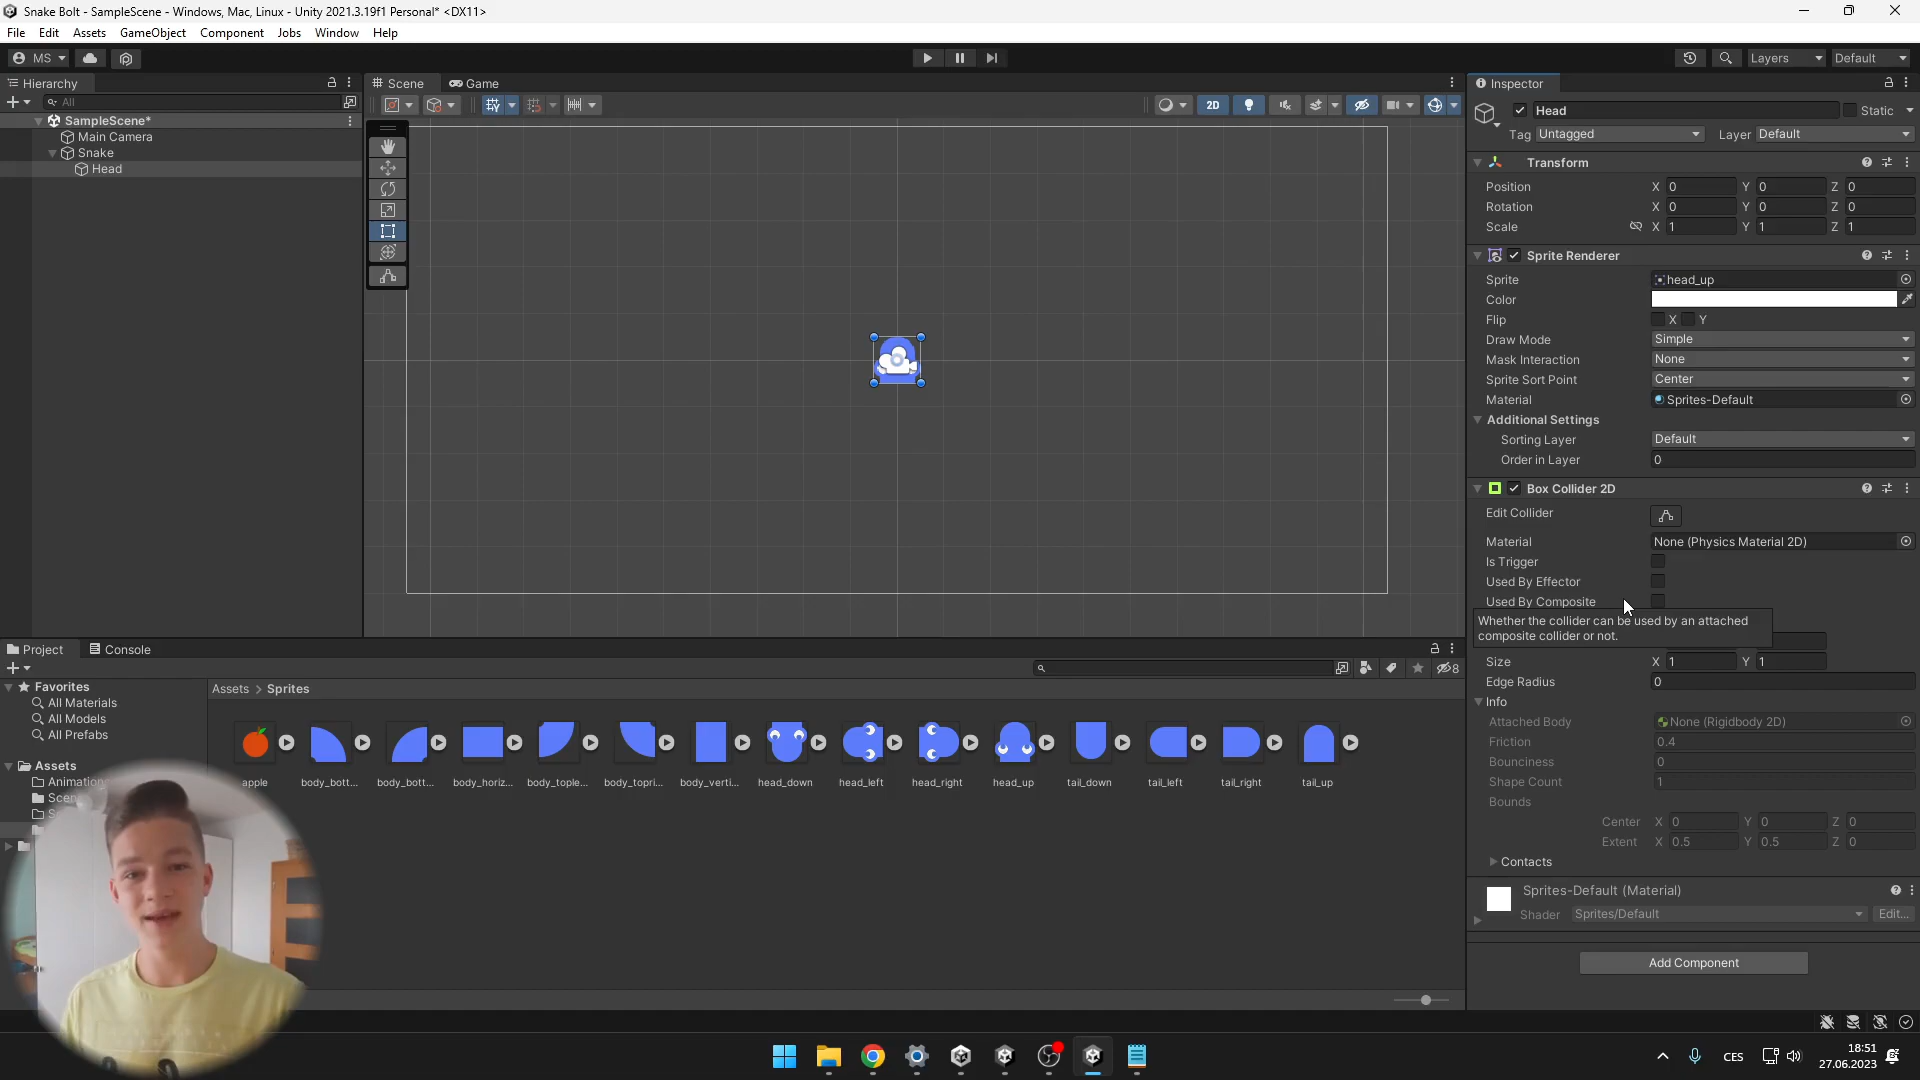 Snake Bolt - SampleScene - Windows, Mac, Linux - Unity 2021.3.19f1 Personal* <DX11>
File Edit Assets GameObject Component Jobs Window Help
MS Layers Default
Hierarchy
All
SampleScene*
Main Camera
Snake
Head
Scene Game
2D
Inspector
Head Static
Tag Untagged Layer Default
Transform
Position X 0 Y 0 Z 0
Rotation X 0 Y 0 Z 0
Scale X 1 Y 1 Z 1
Sprite Renderer
Sprite head_up
Color
Flip X Y
Draw Mode Simple
Mask Interaction None
Sprite Sort Point Center
Material Sprites-Default
Additional Settings
Sorting Layer Default
Order in Layer 0
Box Collider 2D
Edit Collider
Material None (Physics Material 2D)
Is Trigger
Used By Effector
Used By Composite
Whether the collider can be used by an attached
composite collider or not.
Size X 1 Y 1
Edge Radius 0
Info
Attached Body None (Rigidbody 2D)
Friction 0.4
Bounciness 0
Shape Count 1
Bounds
Center X 0 Y 0 Z 0
Extent X 0.5 Y 0.5 Z 0
Contacts
Sprites-Default (Material)
Shader Sprites/Default Edit...
Add Component
Project Console
8
Favorites
All Materials
All Models
All Prefabs
Assets
Assets > Sprites
apple body_bott... body_bott... body_horiz... body_tople... body_topri... body_verti... head_down head_left head_right head_up tail_down tail_left tail_right tail_up
CES
18:51
27.06.2023